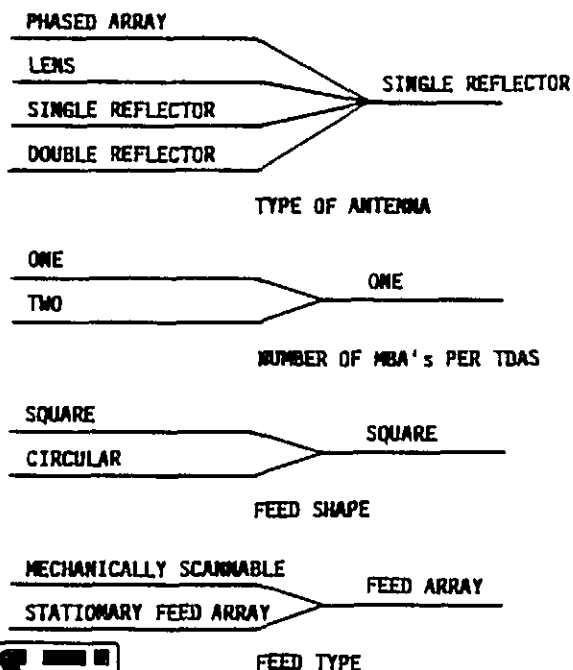 PHASED ARRAY
LENS
SINGLE REFLECTOR
SINGLE REFLECTOR
DOUBLE REFLECTOR
TYPE OF ANTENNA
ONE
ONE
TWO
NUMBER OF MBA's PER TDAS
SQUARE
SQUARE
CIRCULAR
FEED SHAPE
MECHANICALLY SCANNABLE
FEED ARRAY
STATIONARY FEED ARRAY
FEED TYPE